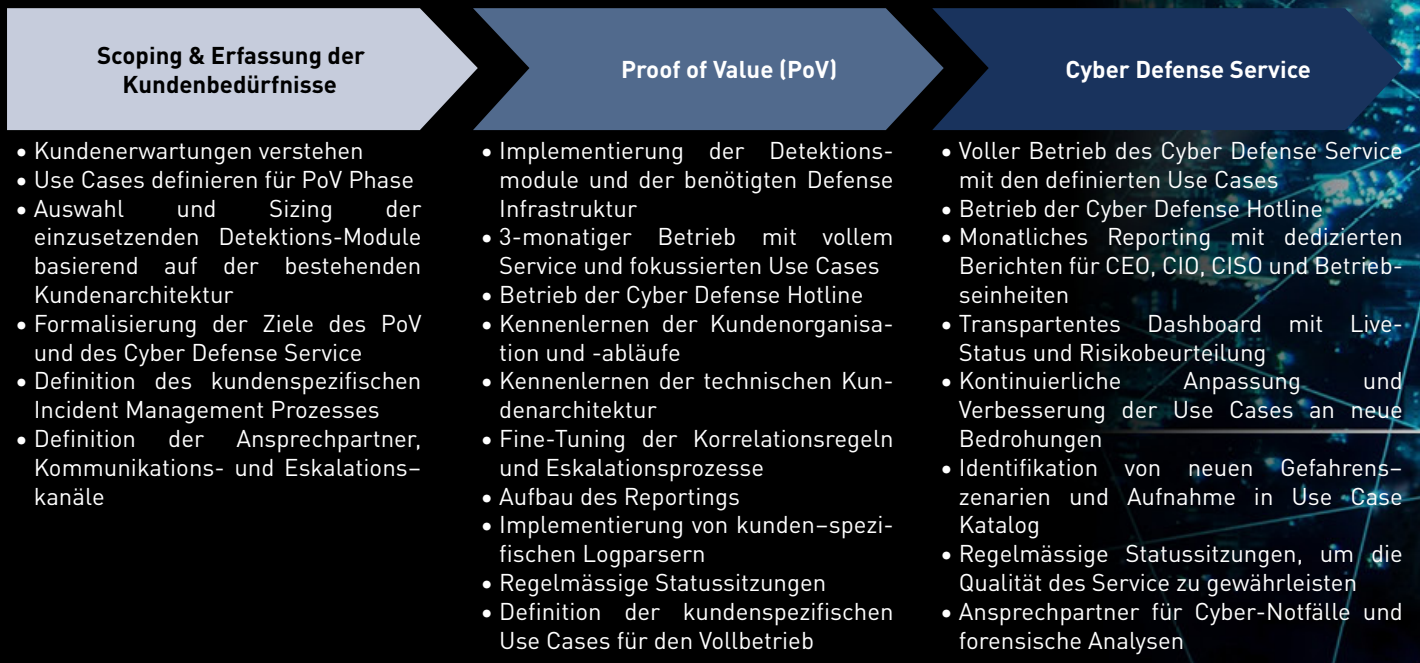 Scoping & Erfassung der
Kundenbedürfnisse
• Kundenerwartungen verstehen
• Use Cases definieren für PoV Phase
• Auswahl und Sizing der
einzusetzenden Detektions-Module
basierend auf der bestehenden
Kundenarchitektur
• Formalisierung der Ziele des PoV
und des Cyber Defense Service
• Definition des kundenspezifischen
Incident Management Prozesses
• Definition der Ansprechpartner,
Kommunikations- und Eskalations–
kanäle
Proof of Value (PoV)
• Implementierung der Detektions-
module und der benötigten Defense
Infrastruktur
• 3-monatiger Betrieb mit vollem
Service und fokussierten Use Cases
• Betrieb der Cyber Defense Hotline
• Kennenlernen der Kundenorganisa-
tion und -abläufe
• Kennenlernen der technischen Kun-
denarchitektur
• Fine-Tuning der Korrelationsregeln
und Eskalationsprozesse
• Aufbau des Reportings
• Implementierung von kunden–spezi-
fischen Logparsern
• Regelmässige Statussitzungen
• Definition der kundenspezifischen
Use Cases für den Vollbetrieb
Cyber Defense Service
• Voller Betrieb des Cyber Defense Service
mit den definierten Use Cases
• Betrieb der Cyber Defense Hotline
• Monatliches Reporting mit dedizierten
Berichten für CEO, CIO, CISO und Betrieb-
seinheiten
• Transpartentes Dashboard mit Live-
Status und Risikobeurteilung
• Kontinuierliche Anpassung und
Verbesserung der Use Cases an neue
Bedrohungen
• Identifikation von neuen Gefahrens–
zenarien und Aufnahme in Use Case
Katalog
• Regelmässige Statussitzungen, um die
Qualität des Service zu gewährleisten
• Ansprechpartner für Cyber-Notfälle und
forensische Analysen